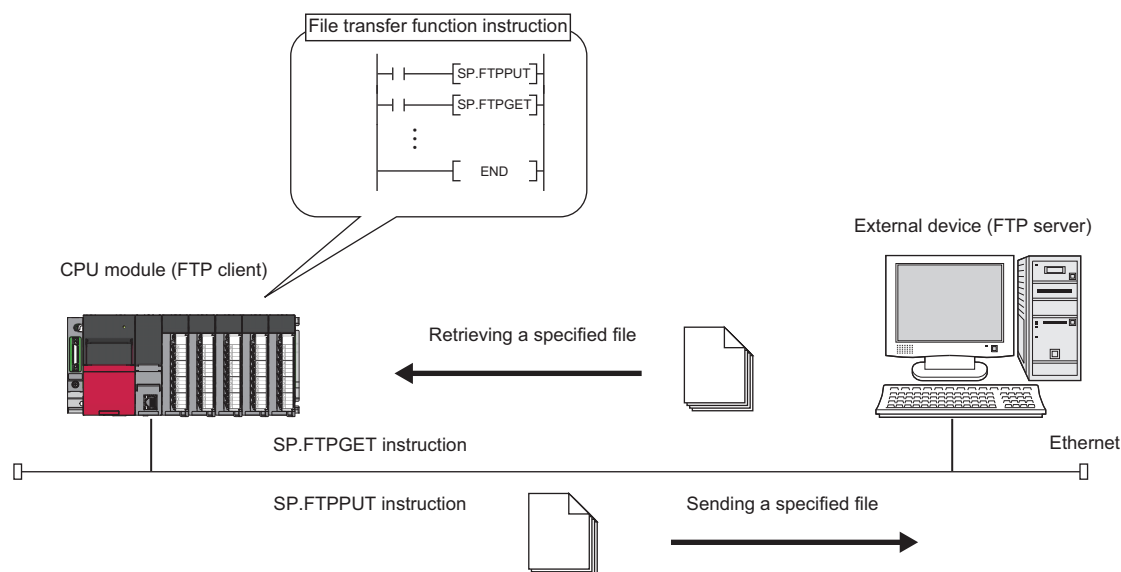 File transfer function instruction
SP.FTPPUT
SP.FTPGET
END
External device (FTP server)
CPU module (FTP client)
Retrieving a specified file
SP.FTPGET instruction
Ethernet
SP.FTPPUT instruction
Sending a specified file